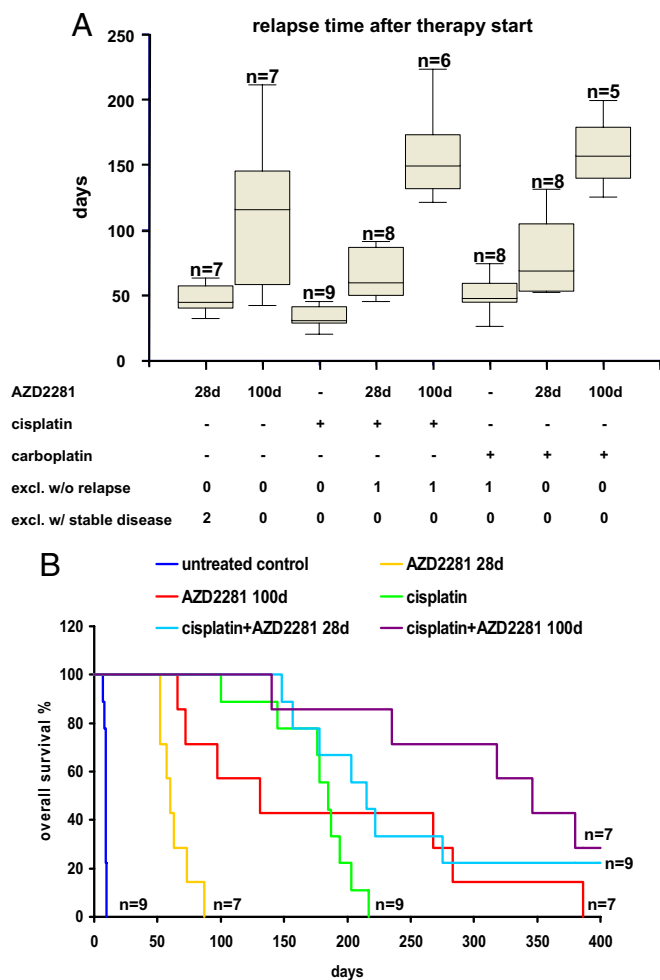 A
relapse time after therapy start
250
200
150
100
50
0
days
n=7
n=7
n=9
n=8
n=6
n=8
n=8
n=5
AZD2281 28d 100d - 28d 100d - 28d 100d
cisplatin - - + + + - - -
carboplatin - - - - - + + +
excl. w/o relapse 0 0 0 1 1 1 0 0
excl. w/ stable disease 2 0 0 0 0 0 0 0
B
untreated control AZD2281 28d
AZD2281 100d cisplatin
cisplatin+AZD2281 28d cisplatin+AZD2281 100d
120
100
80
60
40
20
0
overall survival %
n=7
n=9
n=9 n=7 n=9 n=7
0 50 100 150 200 250 300 350 400
days